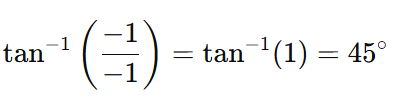 tan⁻¹ (−1/−1) = tan⁻¹(1) = 45°